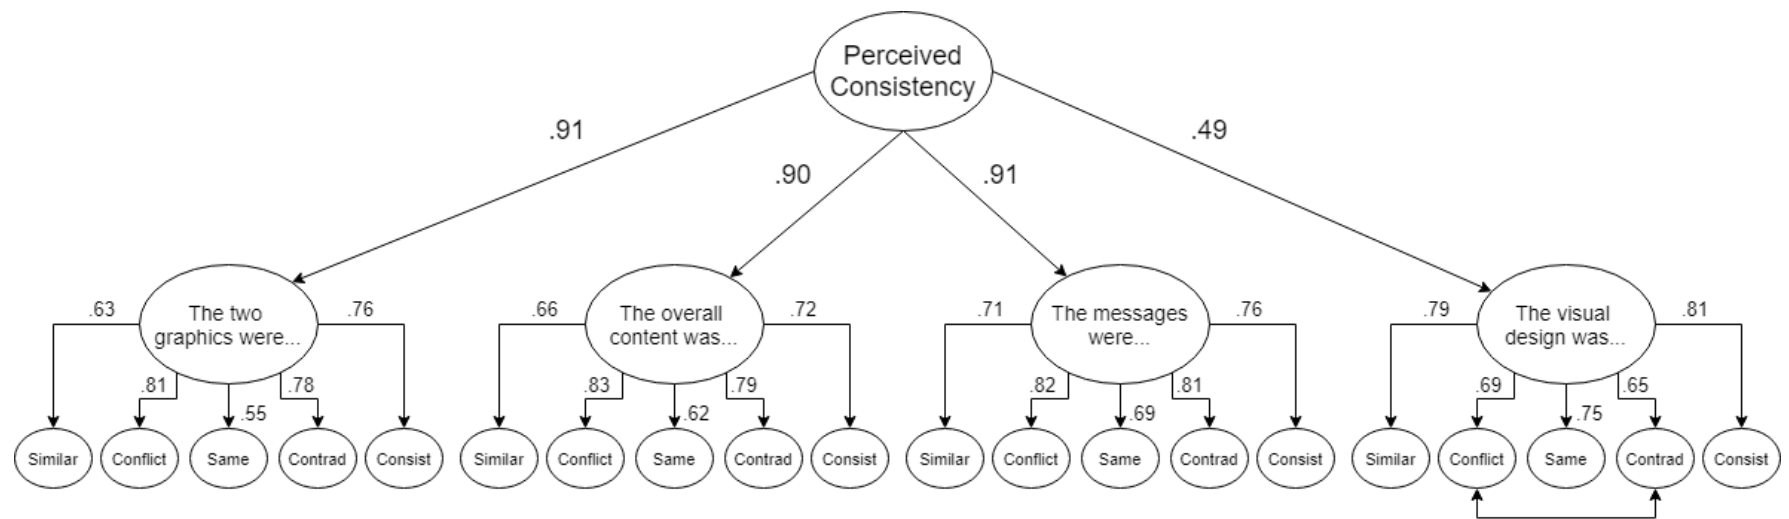 Perceived
Consistency
.91
.90
.91
.49
The two
graphics were...
.63
.81
.55
.78
.76
The overall
content was...
.66
.83
.62
.79
.72
The messages
were...
.71
.82
.69
.81
.76
The visual
design was...
.79
.69
.75
.65
.81
Similar
Conflict
Same
Contrad
Consist
Similar
Conflict
Same
Contrad
Consist
Similar
Conflict
Same
Contrad
Consist
Similar
Conflict
Same
Contrad
Consist